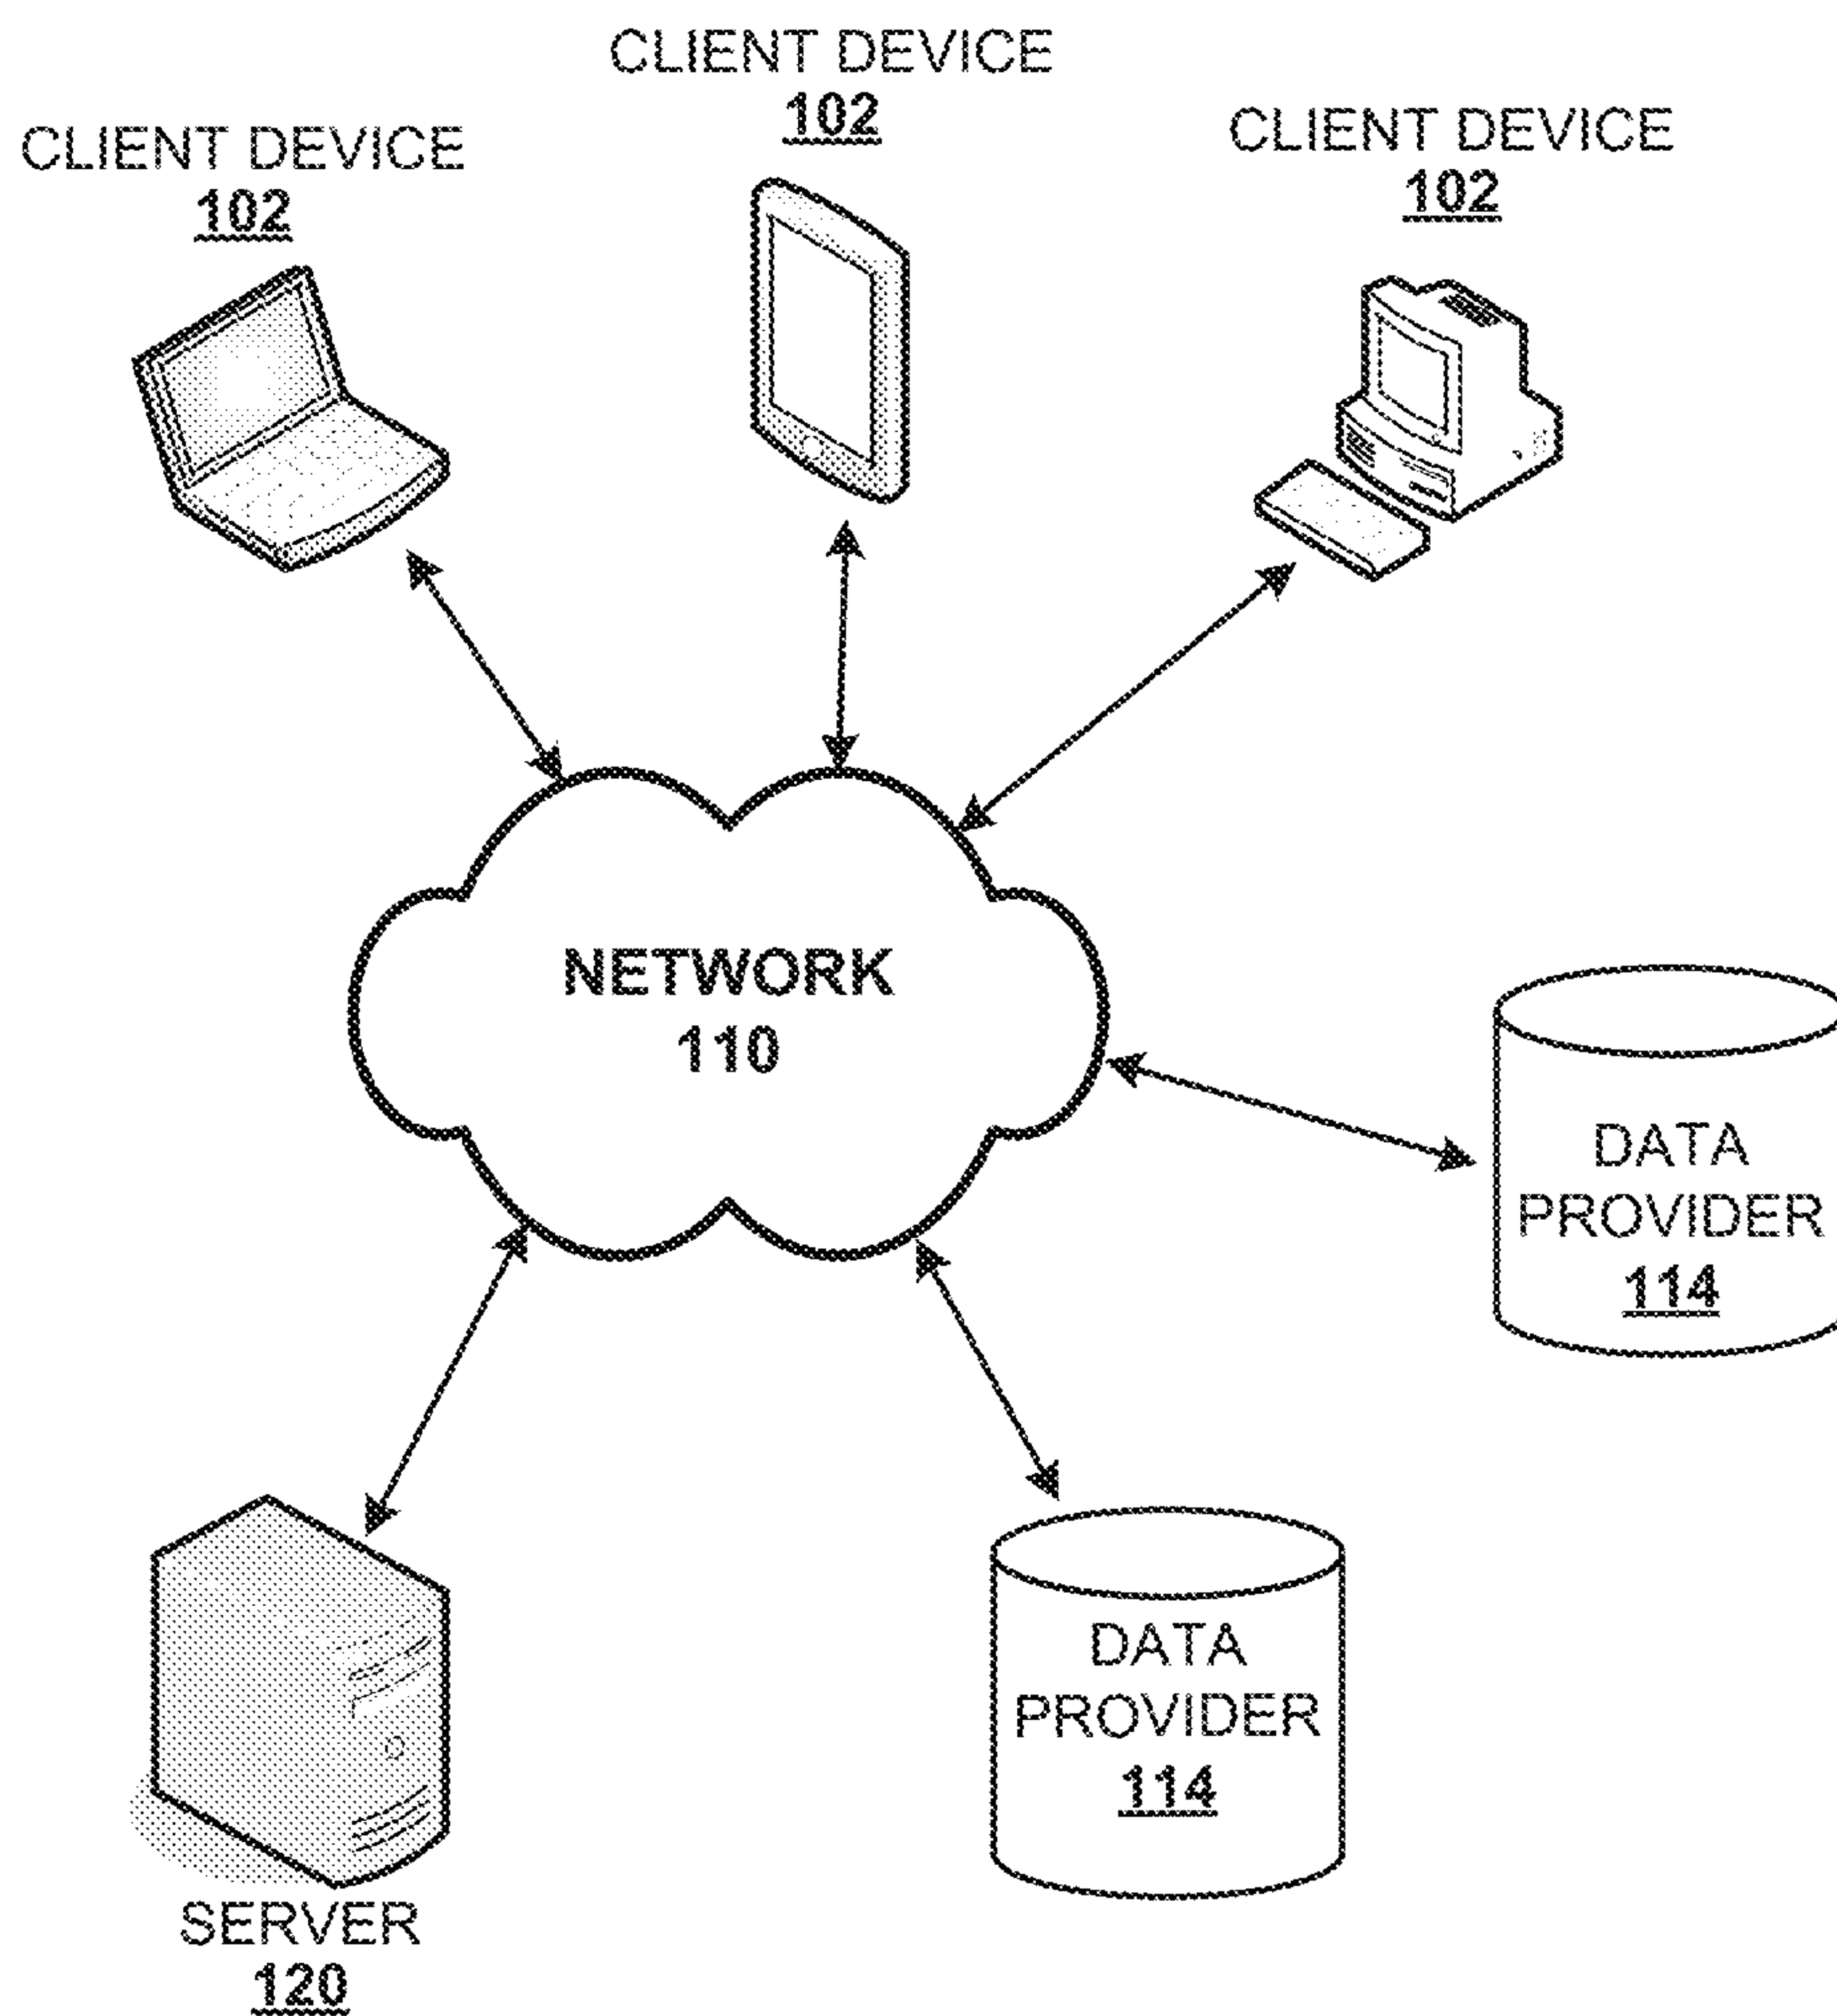 CLIENT DEVICE
102
CLIENT DEVICE
102
CLIENT DEVICE
102
NETWORK
110
DATA
PROVIDER
114
DATA
PROVIDER
114
SERVER
120